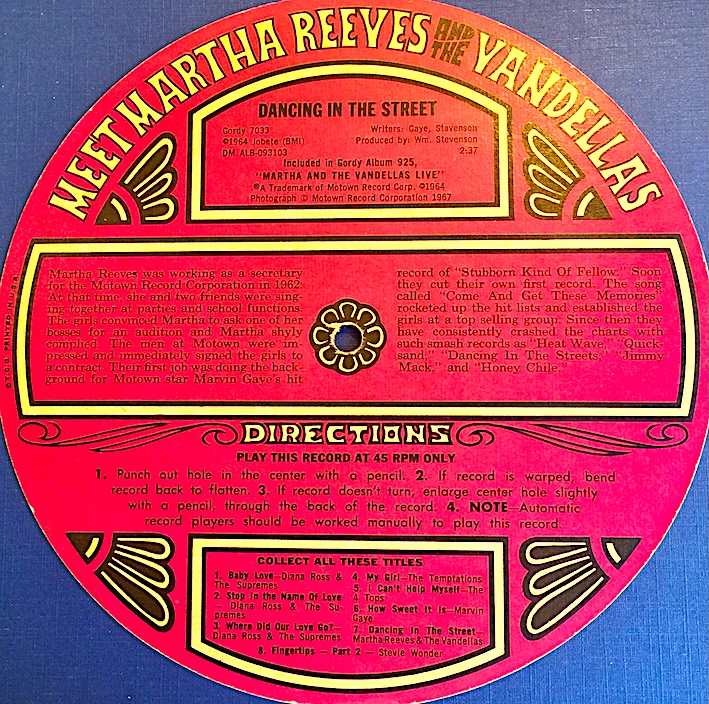 MEET MARTHA REEVES AND THE VANDELLAS
DANCING IN THE STREET
Gordy 7033 Writers: Gaye, Stevenson
©1964 Jobete (BMI) Produced by: Wm. Stevenson
DM ALB-093103 2:37
Included in Gordy Album 925,
"MARTHA AND THE VANDELLAS LIVE"
®A Trademark of Motown Record Corp. ©1964
Photograph © Motown Record Corporation 1967
Martha Reeves was working as a secretary
for the Motown Record Corporation in 1962.
At that time, she and two friends were sing-
ing together at parties and school functions.
The girls convinced Martha to ask one of her
bosses for an audition and Martha shyly
complied. The men at Motown were im-
pressed and immediately signed the girls to
a contract. Their first job was doing the back-
ground for Motown star Marvin Gaye's hit
record of "Stubborn Kind Of Fellow." Soon
they cut their own first record. The song
called "Come And Get These Memories"
rocketed up the hit lists and established the
girls at a top selling group. Since then they
have consistently crashed the charts with
such smash records as "Heat Wave," "Quick-
sand," "Dancing In The Streets," "Jimmy
Mack," and "Honey Chile."
© T.C.G. PRINTED IN U.S.A.
DIRECTIONS
PLAY THIS RECORD AT 45 RPM ONLY
1. Punch out hole in the center with a pencil. 2. If record is warped, bend
record back to flatten. 3. If record doesn't turn, enlarge center hole slightly
with a pencil, through the back of the record. 4. NOTE—Automatic
record players should be worked manually to play this record.
COLLECT ALL THESE TITLES
1. Baby Love—Diana Ross &
The Supremes
2. Stop in the Name Of Love
— Diana Ross & The Su-
premes
3. Where Did Our Love Go?—
Diana Ross & The Supremes
4. My Girl—The Temptations
5. I Can't Help Myself—The
4 Tops
6. How Sweet It Is—Marvin
Gaye
7. Dancing In The Street—
Martha Reeves & The Vandellas
8. Fingertips — Part 2 — Stevie Wonder